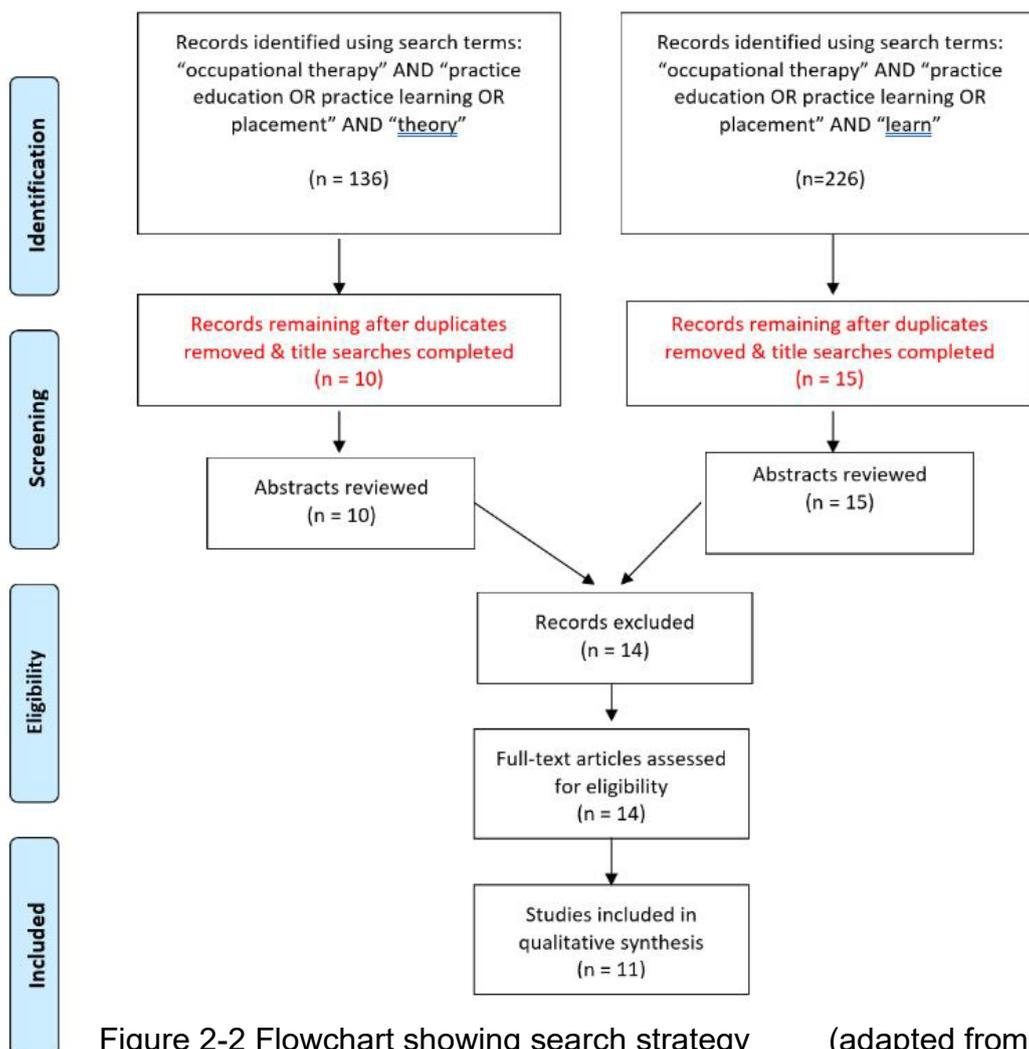 Identification
Records identified using search terms:
“occupational therapy” AND “practice
education OR practice learning OR
placement” AND “theory”
(n = 136)
Records identified using search terms:
“occupational therapy” AND “practice
education OR practice learning OR
placement” AND “learn”
(n=226)
Screening
Records remaining after duplicates
removed & title searches completed
(n = 10)
Records remaining after duplicates
removed & title searches completed
(n = 15)
Abstracts reviewed
(n = 10)
Abstracts reviewed
(n = 15)
Eligibility
Records excluded
(n = 14)
Full-text articles assessed
for eligibility
(n = 14)
Included
Studies included in
qualitative synthesis
(n = 11)
Figure 2-2 Flowchart showing search strategy (adapted from